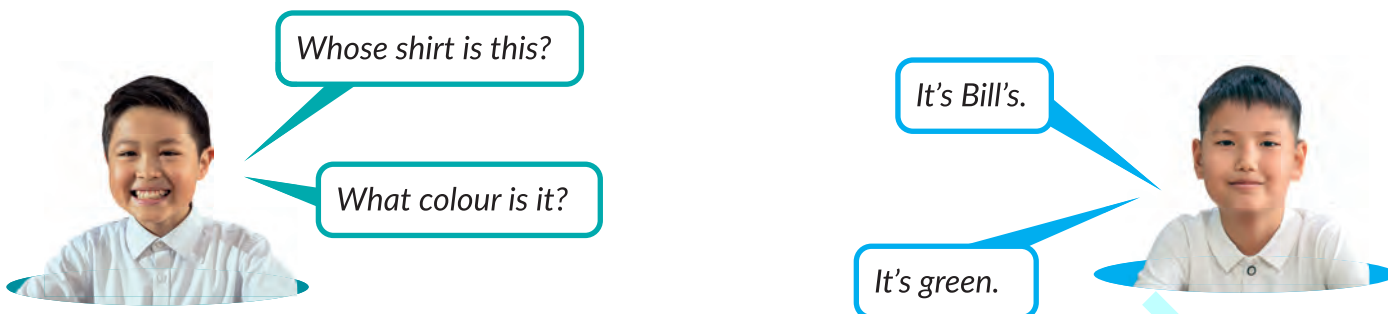 Whose shirt is this?
It's Bill's.
What colour is it?
It's green.